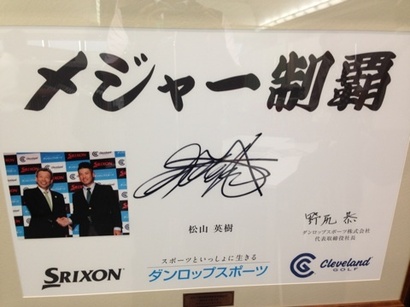 メジャー制覇
松山 英樹
野尻 恭
ダンロップスポーツ株式会社
代表取締役社長
SRIXON
スポーツといっしょに生きる
ダンロップスポーツ
Cleveland
GOLF